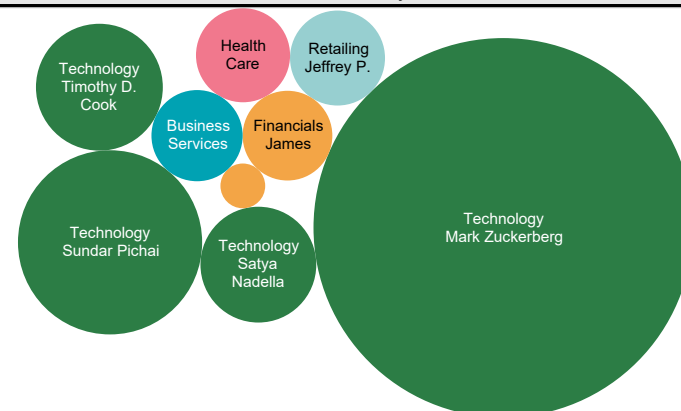 Health
Care
Retailing
Jeffrey P.
Technology
Timothy D.
Cook
Business
Services
Financials
James
Technology
Sundar Pichai
Technology
Satya
Nadella
Technology
Mark Zuckerberg